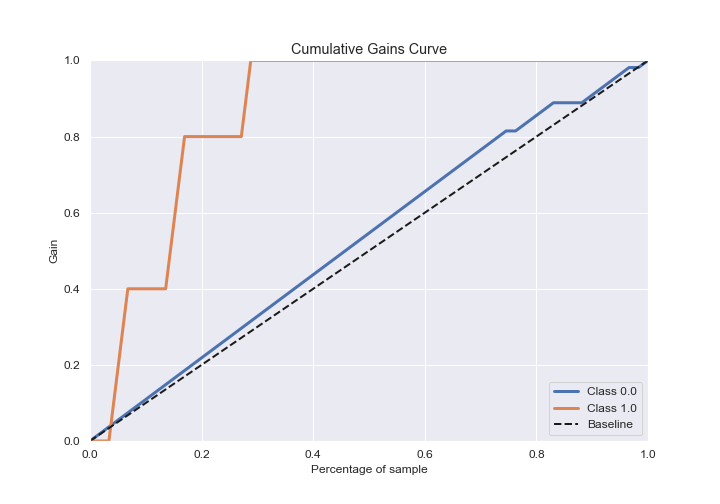 Cumulative Gains Curve
1.0
0.8
0.6
0.4
0.2
0.0
Gain
0.0 0.2 0.4 0.6 0.8 1.0
Percentage of sample
Class 0.0
Class 1.0
Baseline